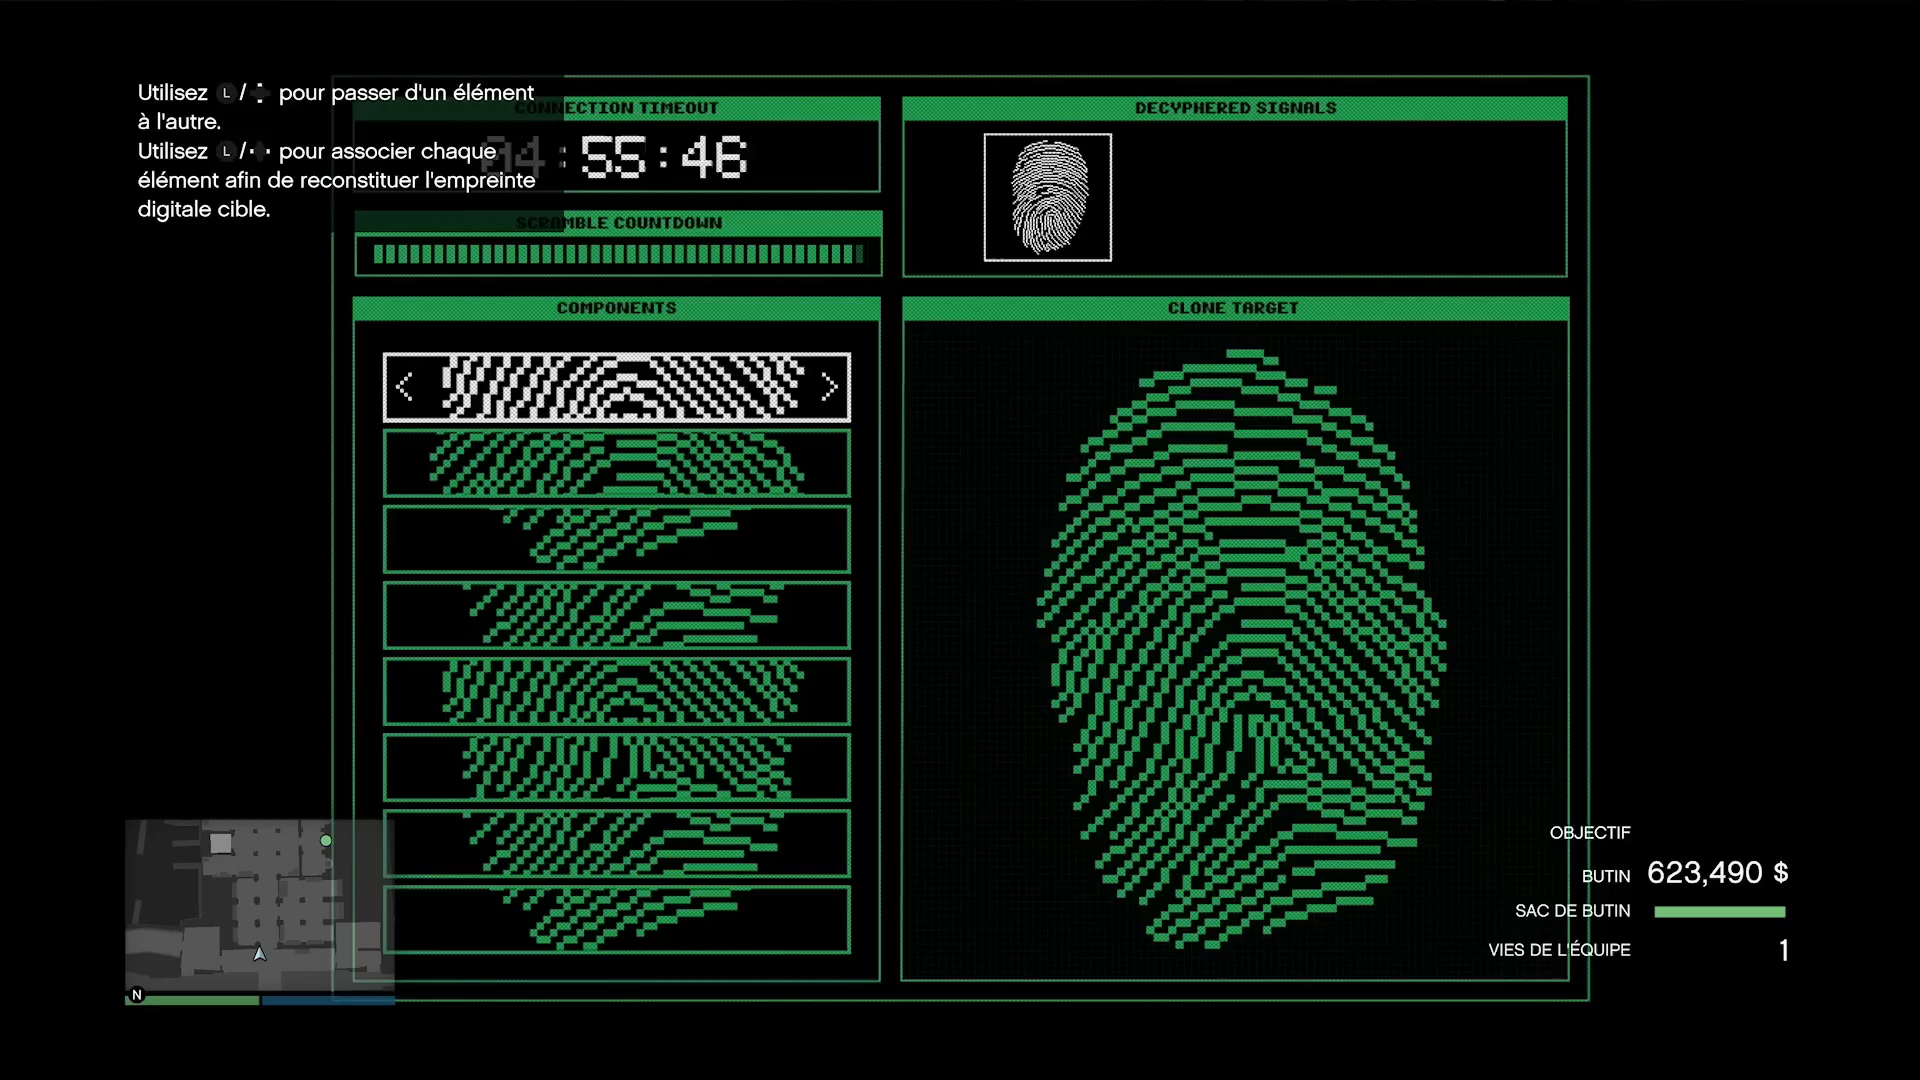 Utilisez L / pour passer d'un élément
à l'autre.
Utilisez L / pour associer chaque
élément afin de reconstituer l'empreinte
digitale cible.
CONNECTION TIMEOUT
04:55:46
SCRAMBLE COUNTDOWN
DECYPHERED SIGNALS
COMPONENTS
CLONE TARGET
OBJECTIF
BUTIN 623,490 $
SAC DE BUTIN
VIES DE L'ÉQUIPE 1
N